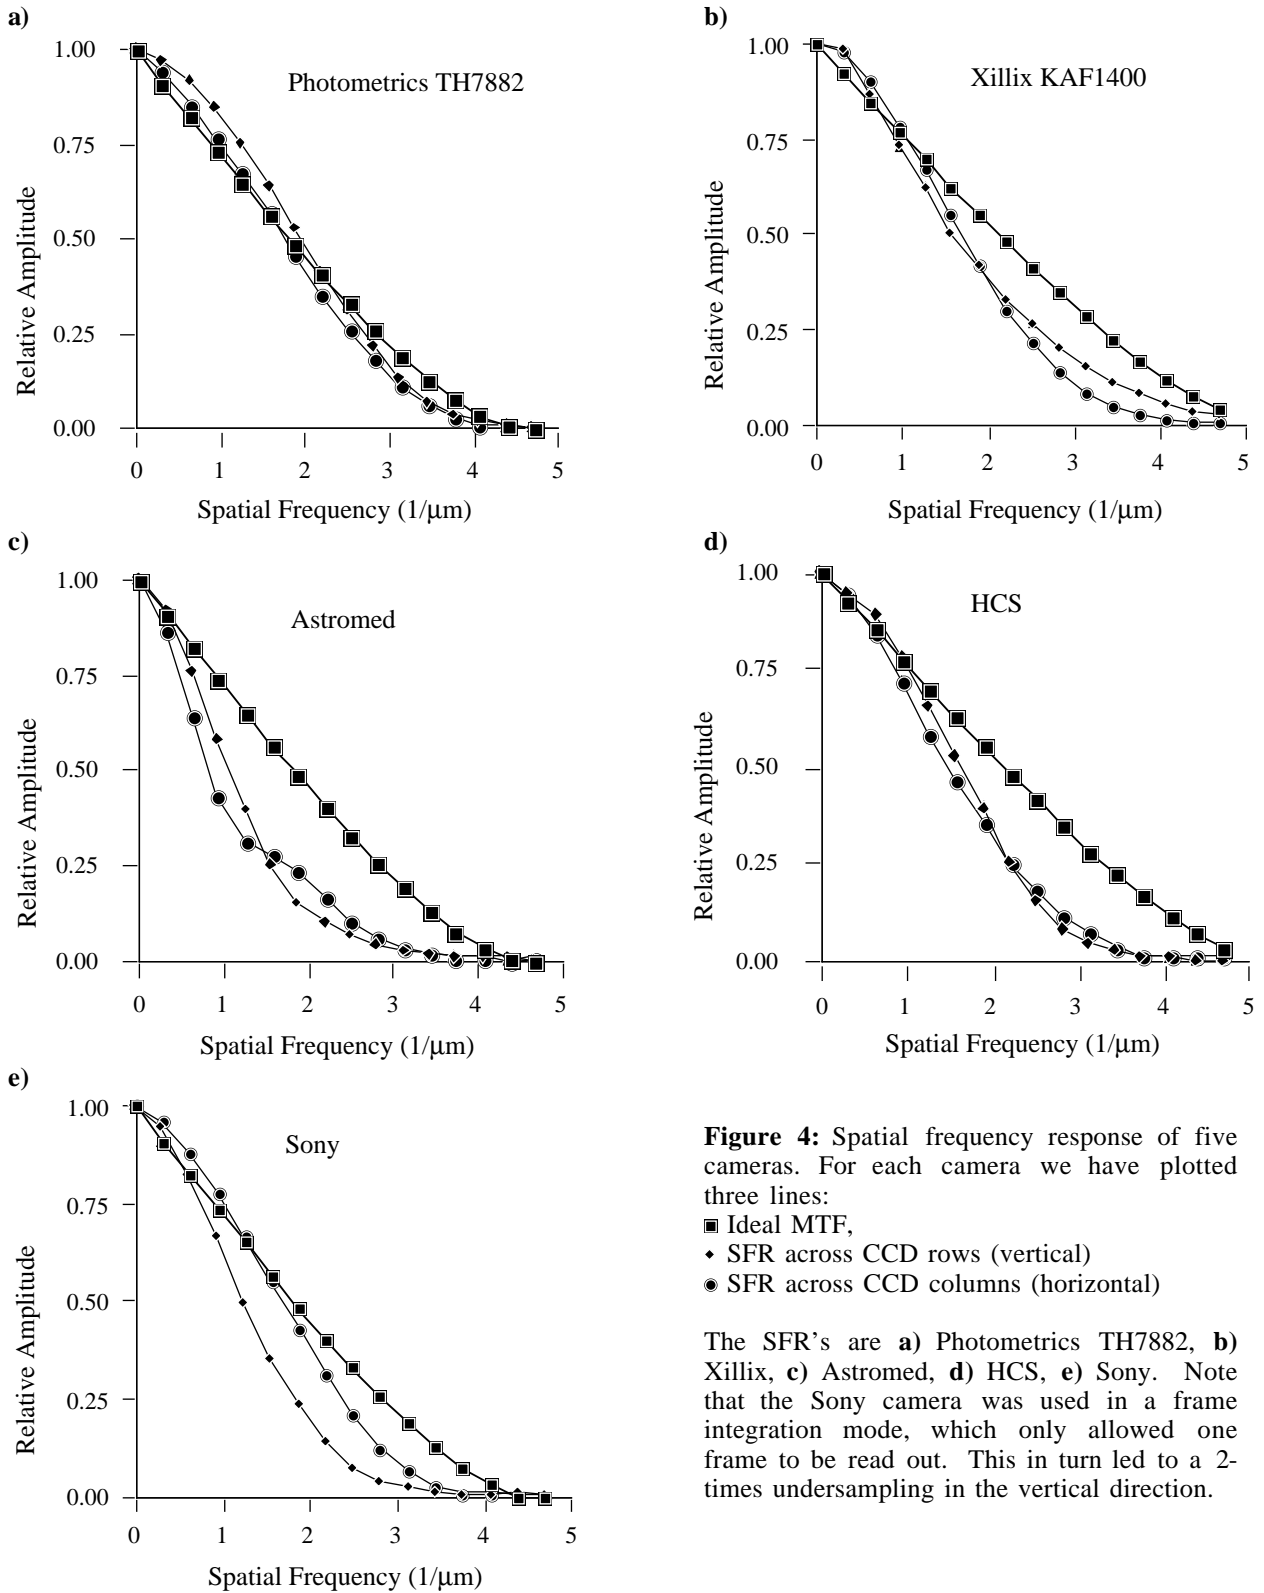 a)
1.00
0.75
0.50
0.25
0.00
Photometrics TH7882
Relative Amplitude
0 1 2 3 4 5
Spatial Frequency (1/µm)
b)
1.00
0.75
0.50
0.25
0.00
Xillix KAF1400
Relative Amplitude
0 1 2 3 4 5
Spatial Frequency (1/µm)
c)
1.00
0.75
0.50
0.25
0.00
Astromed
Relative Amplitude
0 1 2 3 4 5
Spatial Frequency (1/µm)
d)
1.00
0.75
0.50
0.25
0.00
HCS
Relative Amplitude
0 1 2 3 4 5
Spatial Frequency (1/µm)
e)
1.00
0.75
0.50
0.25
0.00
Sony
Relative Amplitude
0 1 2 3 4 5
Spatial Frequency (1/µm)
Figure 4: Spatial frequency response of five
cameras. For each camera we have plotted
three lines:
Ideal MTF,
SFR across CCD rows (vertical)
SFR across CCD columns (horizontal)
The SFR's are a) Photometrics TH7882, b)
Xillix, c) Astromed, d) HCS, e) Sony. Note
that the Sony camera was used in a frame
integration mode, which only allowed one
frame to be read out. This in turn led to a 2-
times undersampling in the vertical direction.